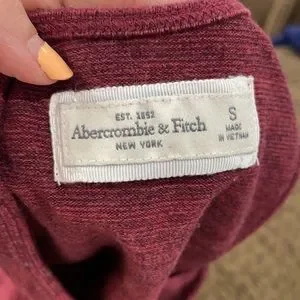 EST. 1892
Abercrombie & Fitch
NEW YORK
S
MADE
IN VIETNAM